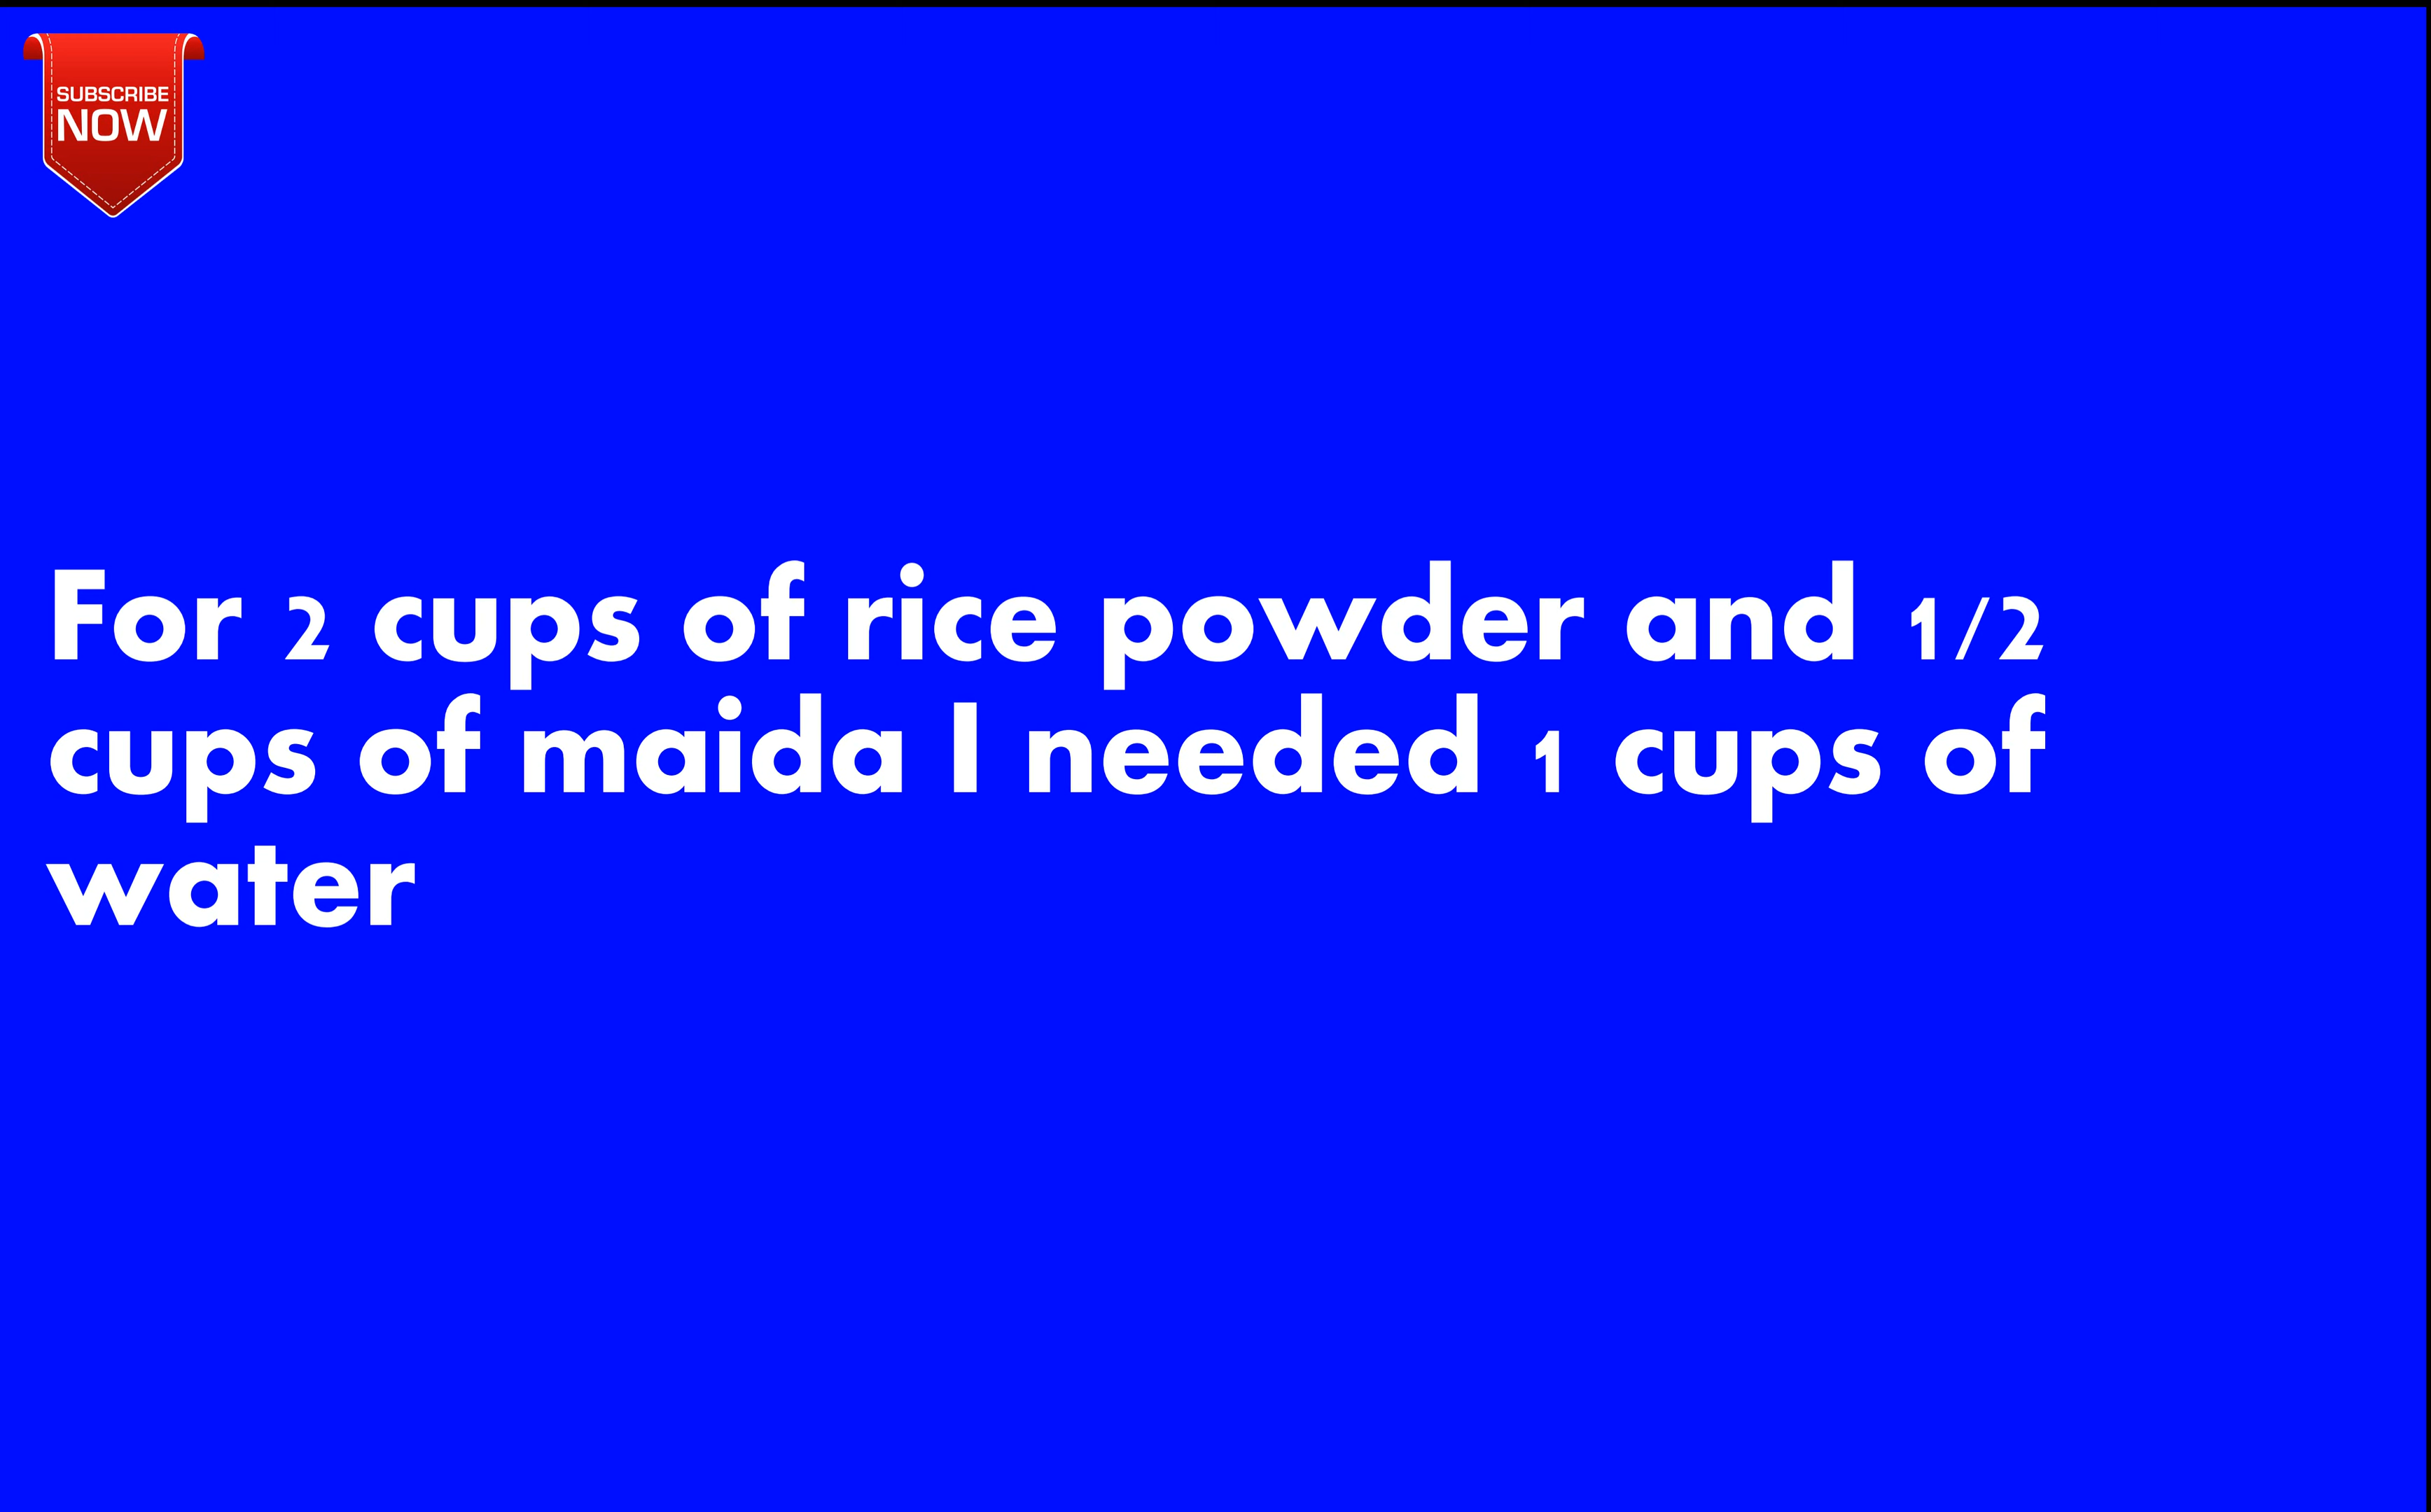 SUBSCRIBE
NOW
For 2 cups of rice powder and 1/2
cups of maida I needed 1 cups of
water